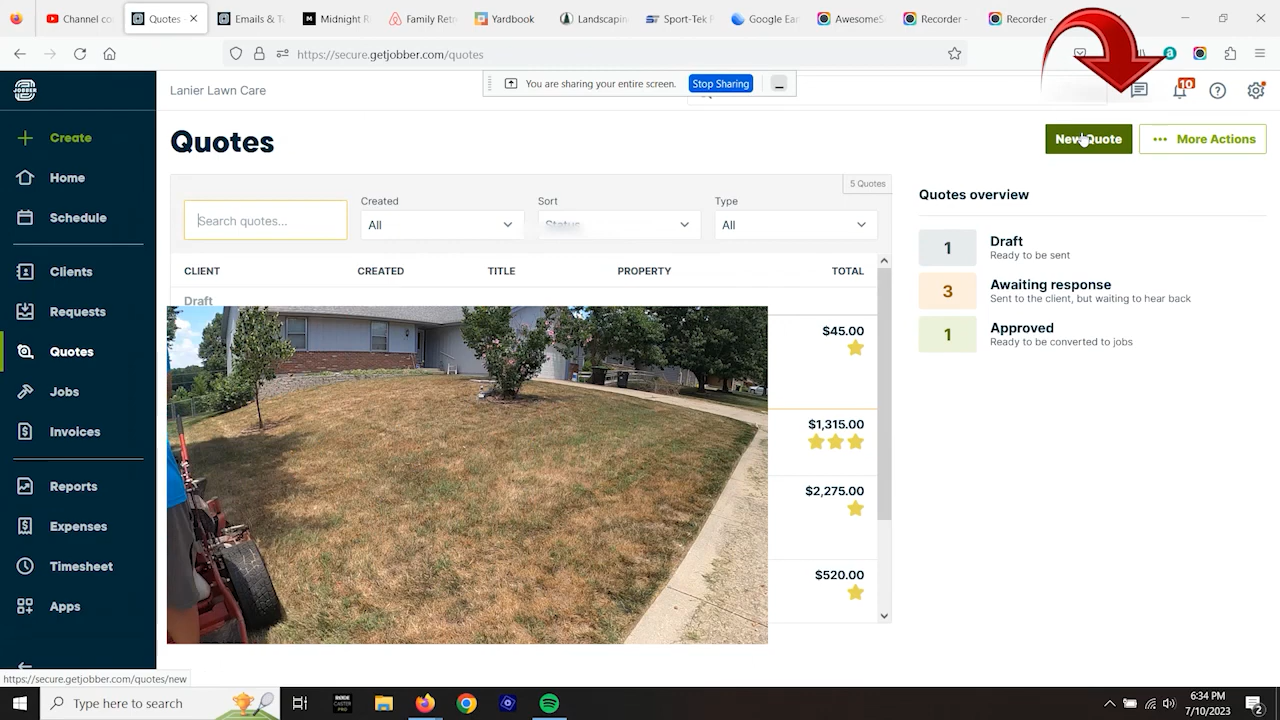 Channel co
Quotes -
Emails & T
Midnight R
Family Retr
Yardbook
Landscapin
Sport-Tek F
Google Ear
AwesomeS
Recorder -
Recorder -
https://secure.getjobber.com/quotes
JOBBER
Lanier Lawn Care
You are sharing your entire screen.
Stop Sharing
10
Create
Home
Schedule
Clients
Requests
Quotes
Jobs
Invoices
Reports
Expenses
Timesheet
Apps
Quotes
New Quote
More Actions
5 Quotes
Search quotes...
Created
All
Sort
Status
Type
All
CLIENT
CREATED
TITLE
PROPERTY
TOTAL
Draft
$45.00
$1,315.00
$2,275.00
$520.00
Quotes overview
1
Draft
Ready to be sent
3
Awaiting response
Sent to the client, but waiting to hear back
1
Approved
Ready to be converted to jobs
https://secure.getjobber.com/quotes/new
Type here to search
6:34 PM
7/10/2023
2